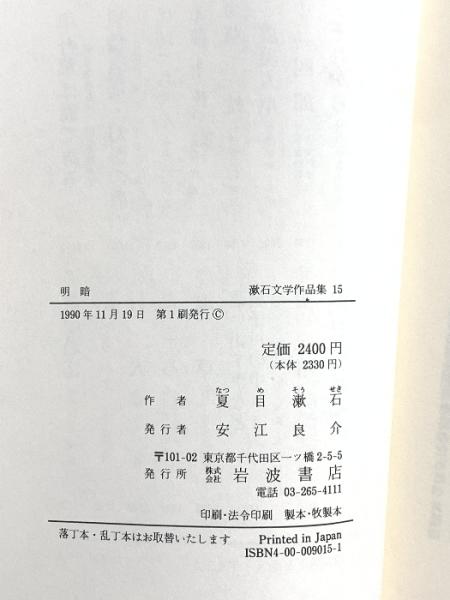 明暗 漱石文学作品集 15
1990年11月19日 第1刷発行©
定価 2400円
(本体 2330円)
なつ め そう せき
作者 夏目漱石
発行者 安江良介
〒101-02 東京都千代田区一ツ橋2-5-5
発行所 株式会社 岩波書店
電話 03-265-4111
印刷・法令印刷 製本・牧製本
落丁本・乱丁本はお取替いたします Printed in Japan
ISBN4-00-009015-1